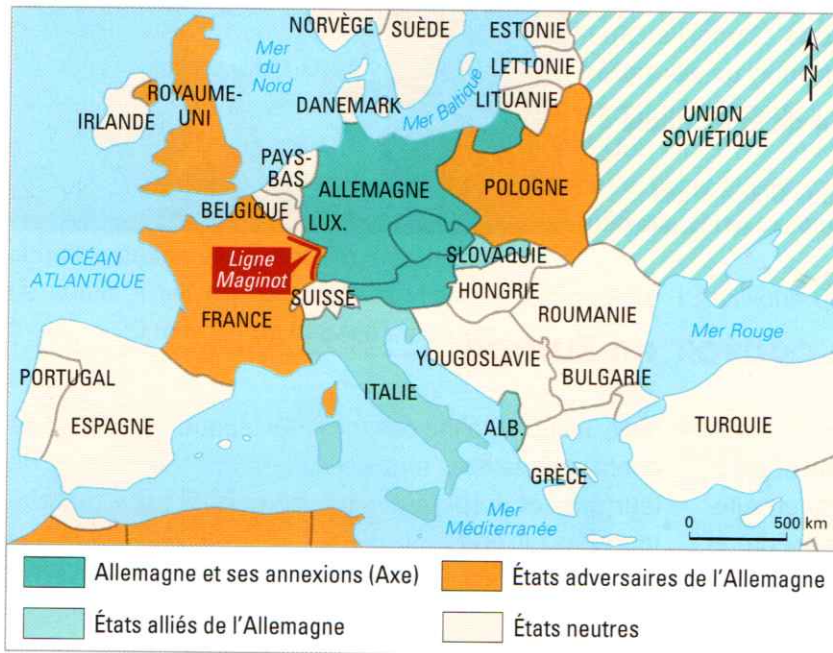 NORVÈGE
SUÈDE
ESTONIE
Mer
du
Nord
LETTONIE
N
ROYAUME-
UNI
IRLANDE
DANEMARK
Mer Baltique
LITUANIE
UNION
SOVIÉTIQUE
PAYS-
BAS
ALLEMAGNE
POLOGNE
BELGIQUE
LUX.
OCÉAN
ATLANTIQUE
Ligne
Maginot
SLOVAQUIE
SUISSE
HONGRIE
FRANCE
ROUMANIE
Mer Rouge
YOUGOSLAVIE
BULGARIE
PORTUGAL
ESPAGNE
ITALIE
ALB.
TURQUIE
GRÈCE
Mer
Méditerranée
0 500 km
Allemagne et ses annexions (Axe)
États adversaires de l'Allemagne
États alliés de l'Allemagne
États neutres